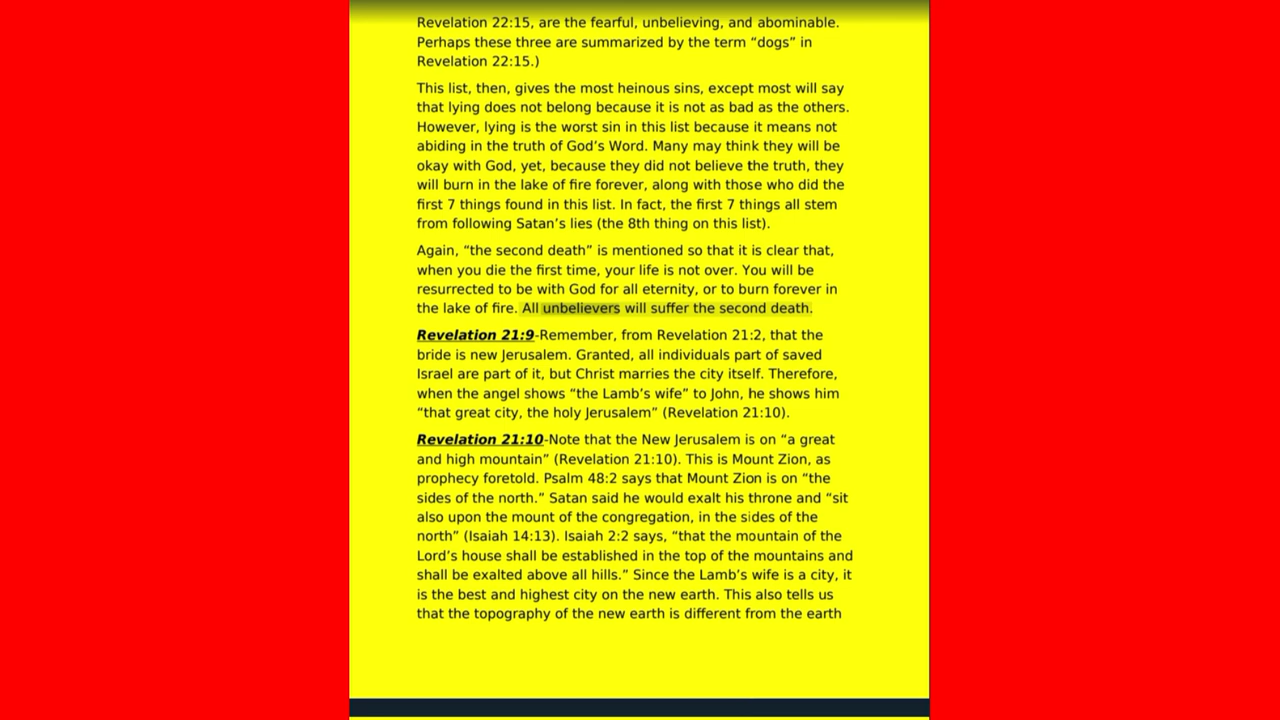 Revelation 22:15, are the fearful, unbelieving, and abominable.
Perhaps these three are summarized by the term “dogs” in
Revelation 22:15.)
This list, then, gives the most heinous sins, except most will say
that lying does not belong because it is not as bad as the others.
However, lying is the worst sin in this list because it means not
abiding in the truth of God’s Word. Many may think they will be
okay with God, yet, because they did not believe the truth, they
will burn in the lake of fire forever, along with those who did the
first 7 things found in this list. In fact, the first 7 things all stem
from following Satan’s lies (the 8th thing on this list).
Again, “the second death” is mentioned so that it is clear that,
when you die the first time, your life is not over. You will be
resurrected to be with God for all eternity, or to burn forever in
the lake of fire. All unbelievers will suffer the second death.
Revelation 21:9-Remember, from Revelation 21:2, that the
bride is new Jerusalem. Granted, all individuals part of saved
Israel are part of it, but Christ marries the city itself. Therefore,
when the angel shows “the Lamb’s wife” to John, he shows him
“that great city, the holy Jerusalem” (Revelation 21:10).
Revelation 21:10-Note that the New Jerusalem is on “a great
and high mountain” (Revelation 21:10). This is Mount Zion, as
prophecy foretold. Psalm 48:2 says that Mount Zion is on “the
sides of the north.” Satan said he would exalt his throne and “sit
also upon the mount of the congregation, in the sides of the
north” (Isaiah 14:13). Isaiah 2:2 says, “that the mountain of the
Lord’s house shall be established in the top of the mountains and
shall be exalted above all hills.” Since the Lamb’s wife is a city, it
is the best and highest city on the new earth. This also tells us
that the topography of the new earth is different from the earth